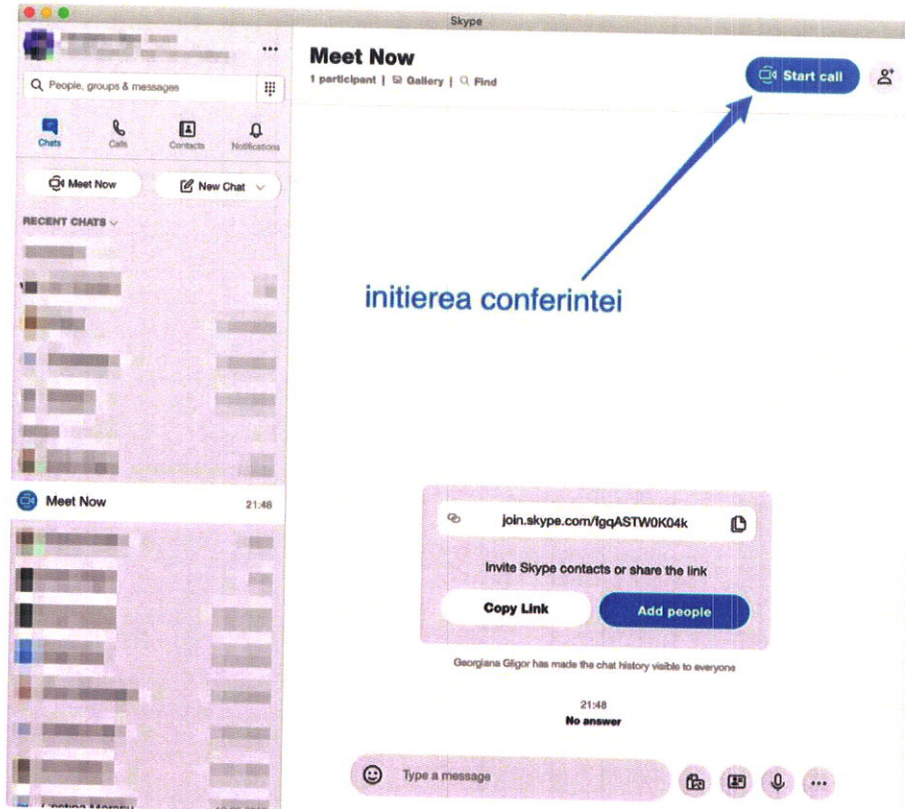 Skype
People, groups & messages
Chats
Calls
Contacts
Notifications
Meet Now
New Chat
RECENT CHATS
Meet Now
21:48
Meet Now
1 participant | Gallery | Find
Start call
initierea conferintei
join.skype.com/fgqASTW0K04k
Invite Skype contacts or share the link
Copy Link
Add people
Georgiana Gligor has made the chat history visible to everyone
21:48
No answer
Type a message